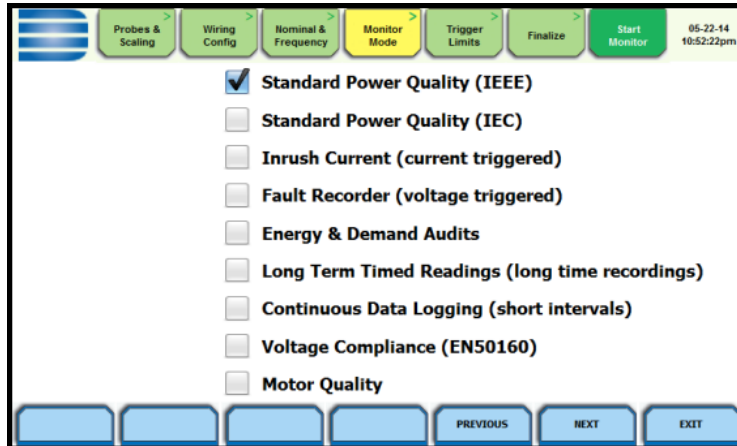 Probes &
Scaling
>
Wiring
Config
>
Nominal &
Frequency
>
Monitor
Mode
>
Trigger
Limits
>
Finalize
>
Start
Monitor
05-22-14
10:52:22pm
Standard Power Quality (IEEE)
Standard Power Quality (IEC)
Inrush Current (current triggered)
Fault Recorder (voltage triggered)
Energy & Demand Audits
Long Term Timed Readings (long time recordings)
Continuous Data Logging (short intervals)
Voltage Compliance (EN50160)
Motor Quality
PREVIOUS
NEXT
EXIT